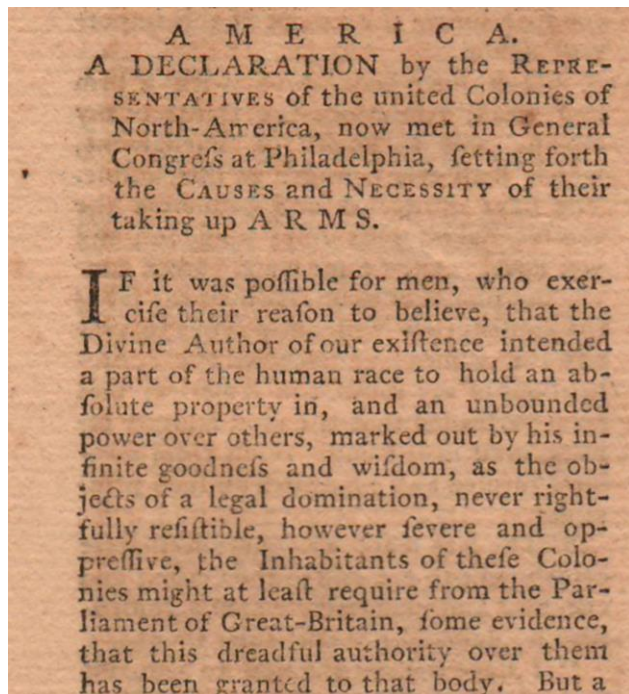 A M E R I C A.
A DECLARATION by the REPRE-
SENTATIVES of the united Colonies of
North-America, now met in General
Congreſs at Philadelphia, ſetting forth
the CAUSES and NECESSITY of their
taking up A R M S.
IF it was poſſible for men, who exer-
ciſe their reaſon to believe, that the
Divine Author of our exiſtence intended
a part of the human race to hold an ab-
ſolute property in, and an unbounded
power over others, marked out by his in-
finite goodneſs and wiſdom, as the ob-
jects of a legal domination, never right-
fully reſiſtible, however ſevere and op-
preſſive, the Inhabitants of theſe Colo-
nies might at leaſt require from the Par-
liament of Great-Britain, ſome evidence,
that this dreadful authority over them
has been granted to that body. But a